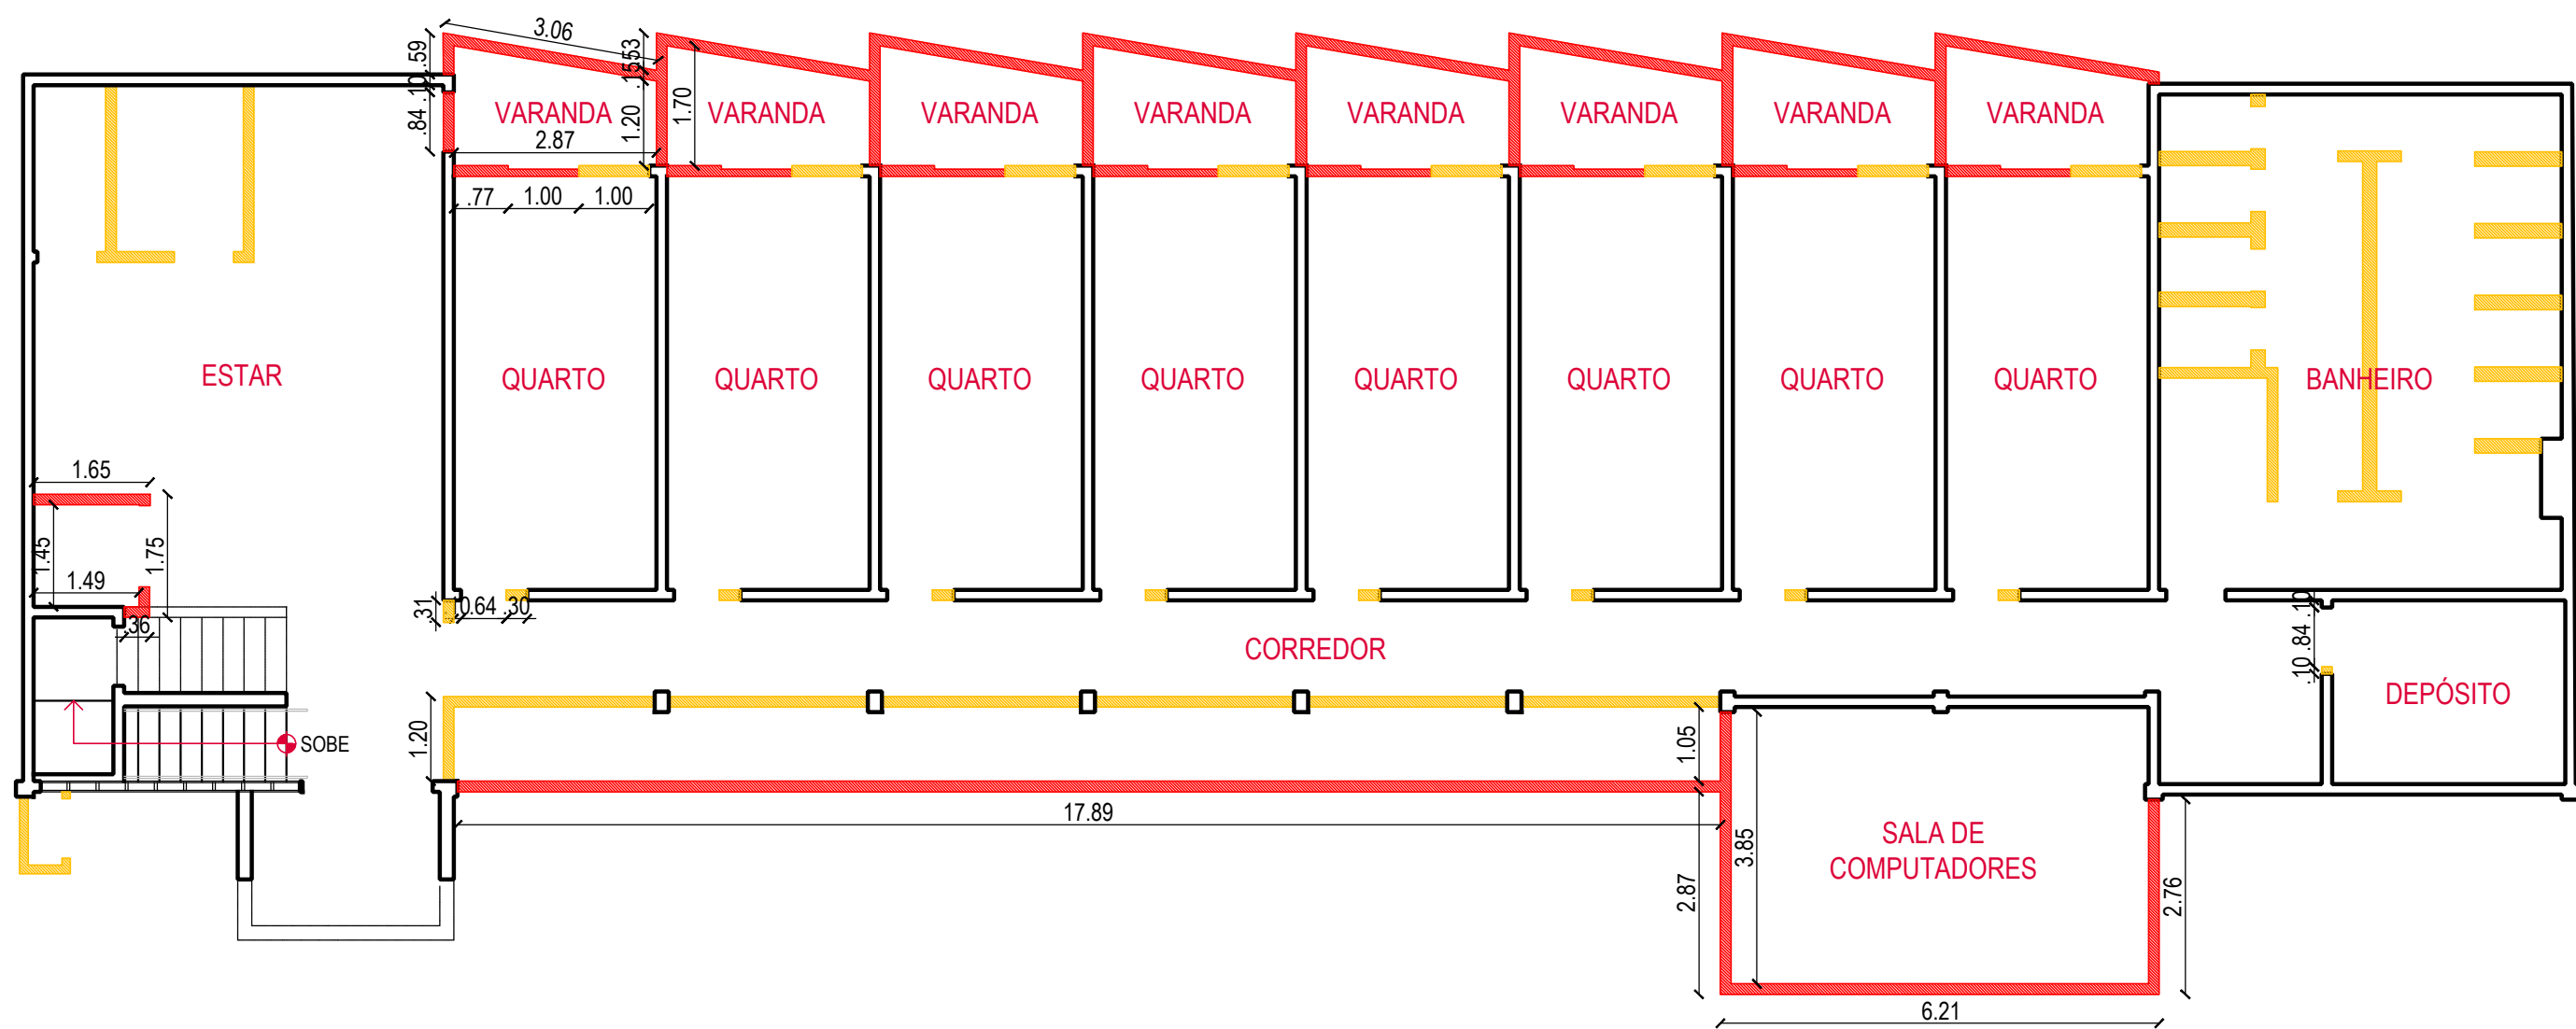 3.06
.59
.10
.84
.53
.15
1.20
1.70
VARANDA
VARANDA
VARANDA
VARANDA
VARANDA
VARANDA
VARANDA
VARANDA
2.87
.77
1.00
1.00
ESTAR
QUARTO
QUARTO
QUARTO
QUARTO
QUARTO
QUARTO
QUARTO
QUARTO
BANHEIRO
1.65
1.45
1.75
1.49
.36
.31
0.64
.30
CORREDOR
.10
.84
.10
DEPÓSITO
SOBE
1.20
1.05
17.89
SALA DE
COMPUTADORES
3.85
2.87
2.76
6.21